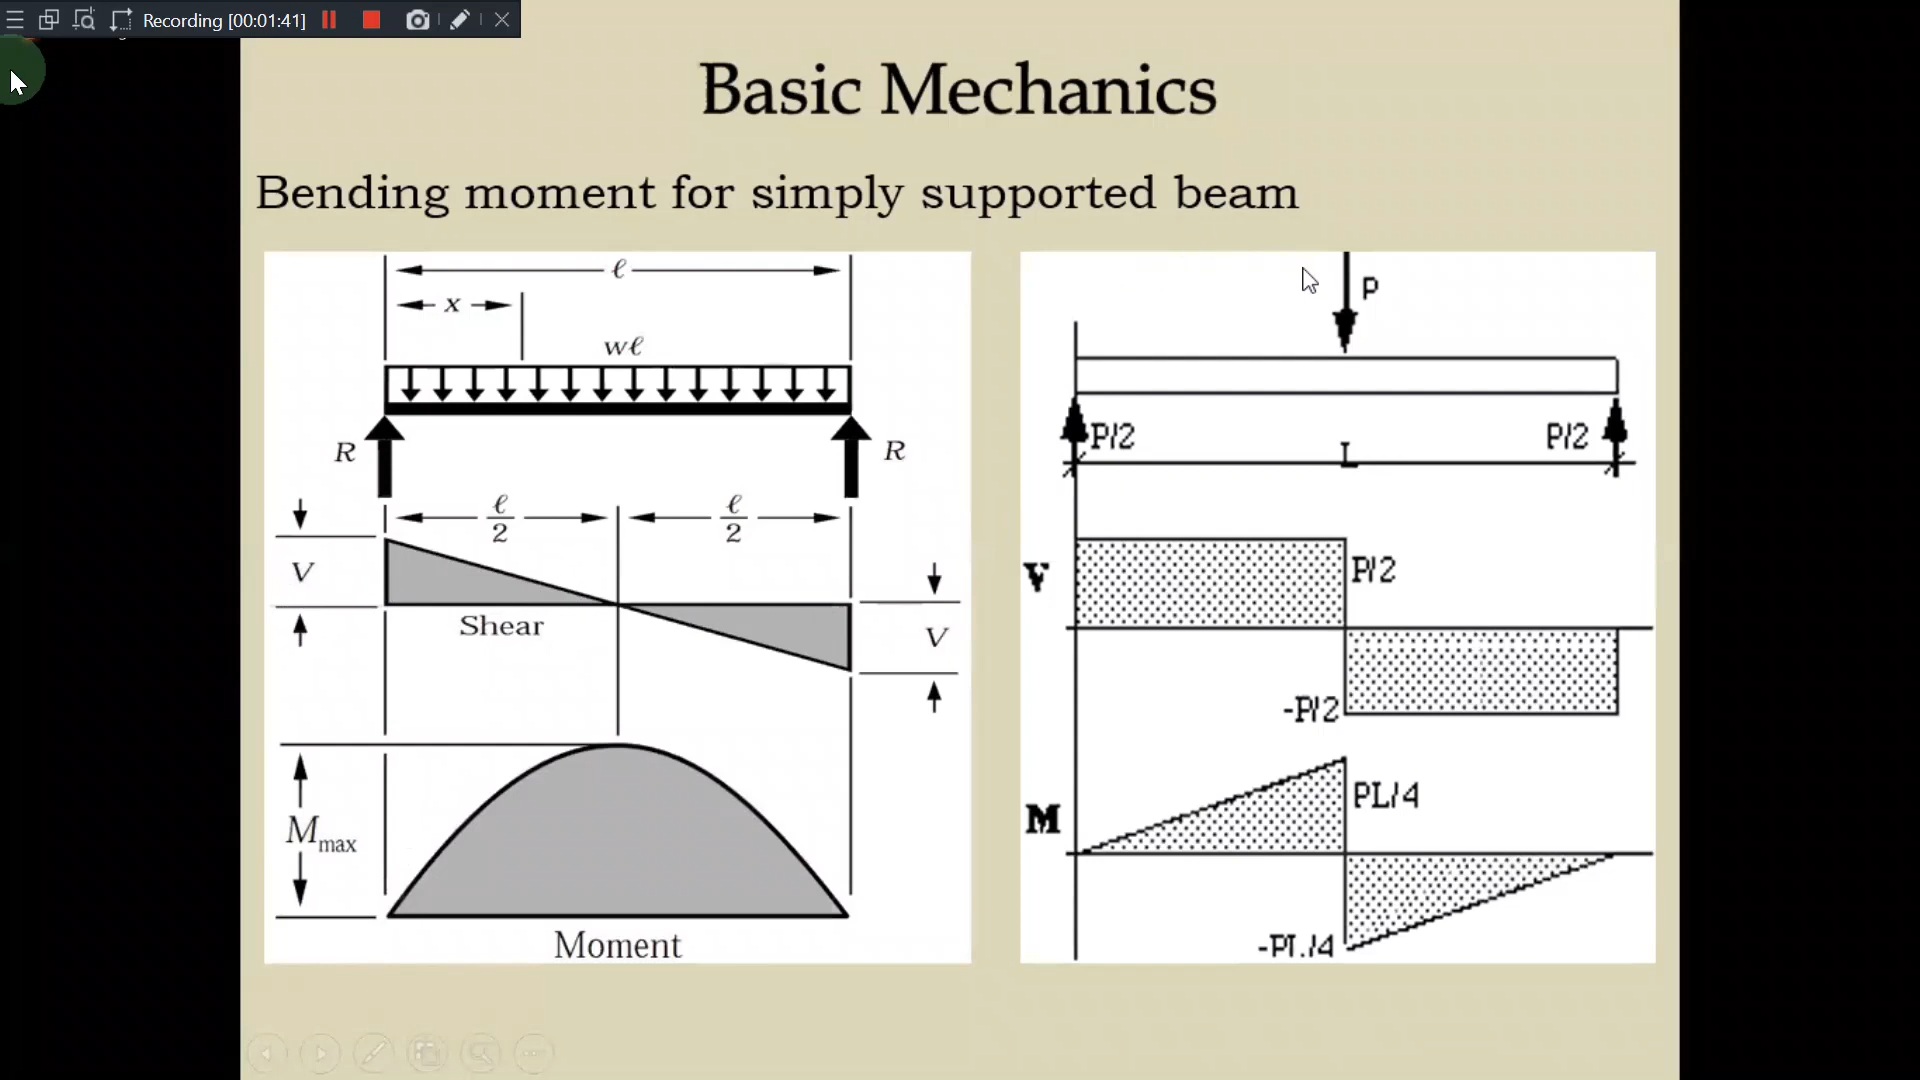 Recording [00:01:41]
Basic Mechanics
Bending moment for simply supported beam
ℓ
x
wℓ
R
R
ℓ/2
ℓ/2
V
Shear
V
M max
Moment
P
P/2
P/2
L
V
P/2
-P/2
M
PL/4
-PL/4